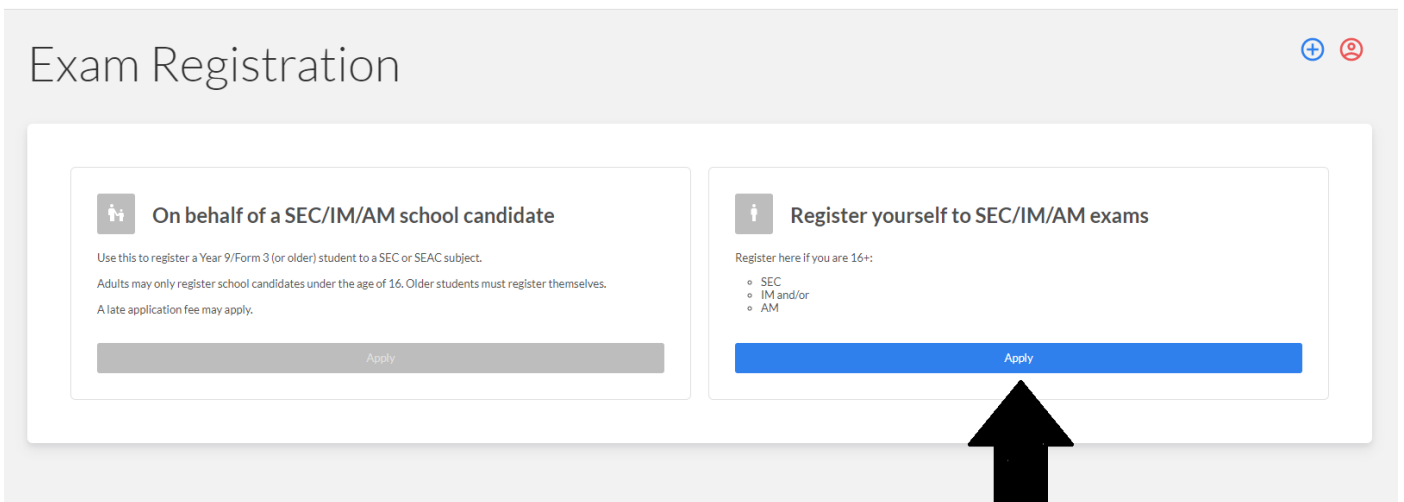 Exam Registration
On behalf of a SEC/IM/AM school candidate
Use this to register a Year 9/Form 3 (or older) student to a SEC or SEAC subject.
Adults may only register school candidates under the age of 16. Older students must register themselves.
A late application fee may apply.
Apply
Register yourself to SEC/IM/AM exams
Register here if you are 16+:
SEC
IM and/or
AM
Apply